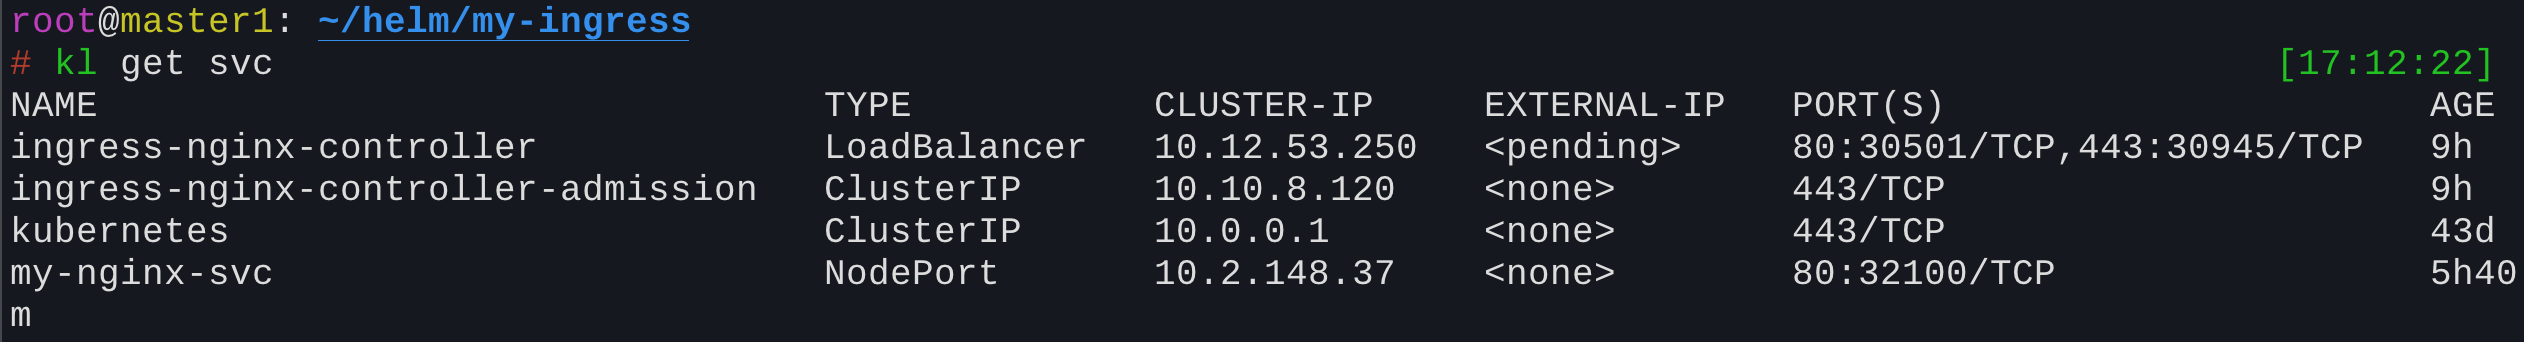 root@master1: ~/helm/my-ingress
# kl get svc [17:12:22]
NAME TYPE CLUSTER-IP EXTERNAL-IP PORT(S) AGE
ingress-nginx-controller LoadBalancer 10.12.53.250 <pending> 80:30501/TCP,443:30945/TCP 9h
ingress-nginx-controller-admission ClusterIP 10.10.8.120 <none> 443/TCP 9h
kubernetes ClusterIP 10.0.0.1 <none> 443/TCP 43d
my-nginx-svc NodePort 10.2.148.37 <none> 80:32100/TCP 5h40
m